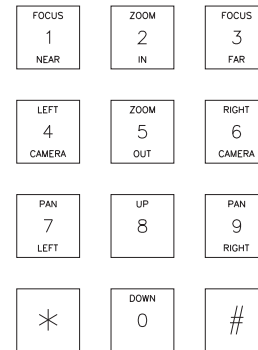 FOCUS ZOOM FOCUS
1 2 3
NEAR IN FAR
LEFT ZOOM RIGHT
4 5 6
CAMERA OUT CAMERA
PAN UP PAN
7 8 9
LEFT RIGHT
DOWN
* 0 #